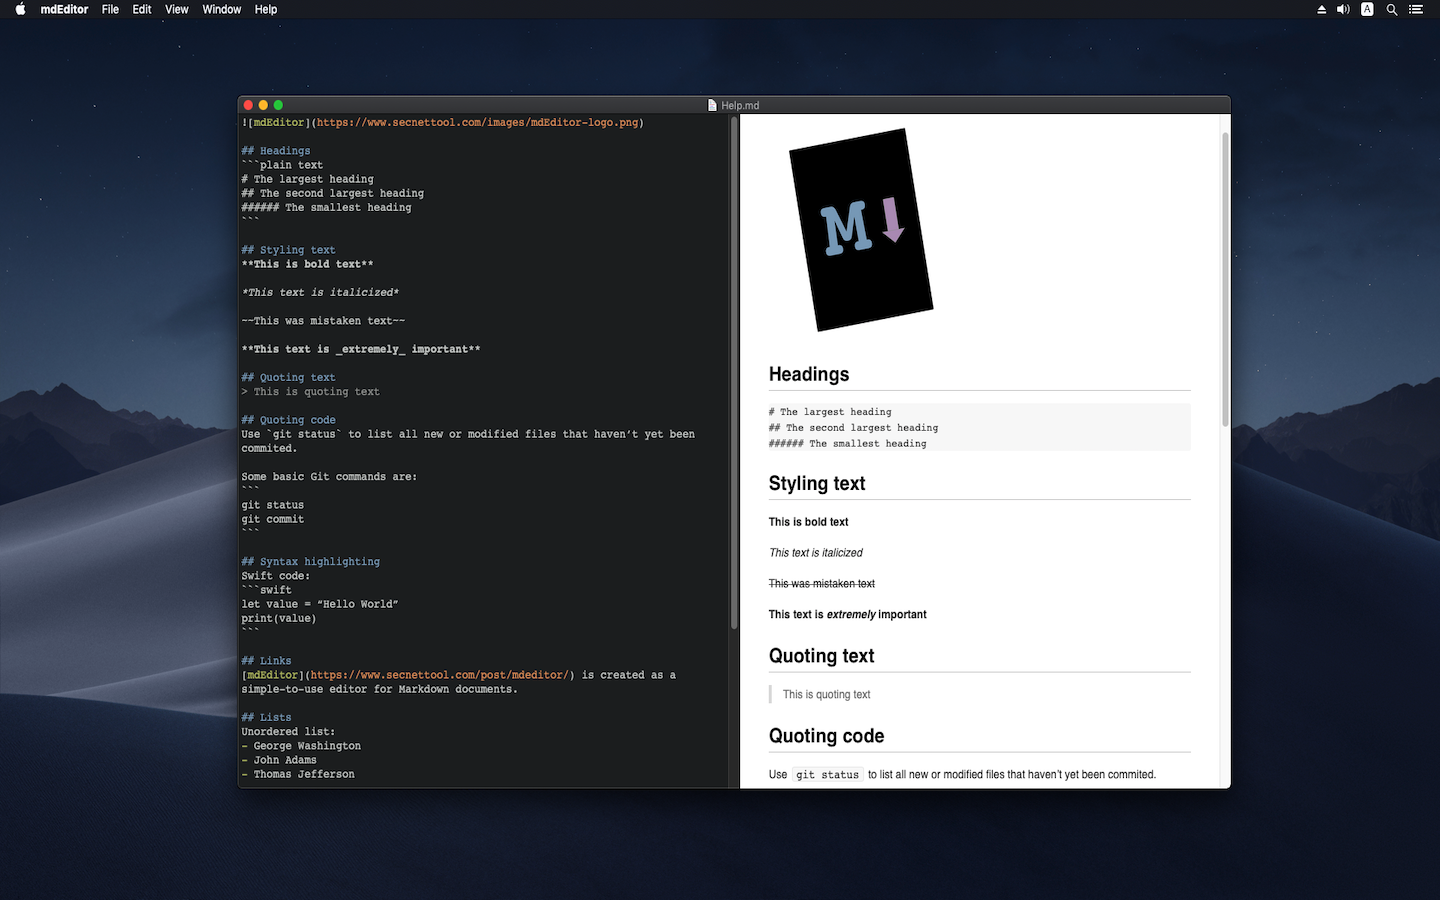 mdEditor File Edit View Window Help A
Help.md
![mdEditor](https://www.secnettool.com/images/mdEditor-logo.png)
## Headings
```plain text
# The largest heading
## The second largest heading
###### The smallest heading
```
## Styling text
**This is bold text**
*This text is italicized*
~~This was mistaken text~~
**This text is _extremely_ important**
## Quoting text
> This is quoting text
## Quoting code
Use `git status` to list all new or modified files that haven’t yet been
commited.
Some basic Git commands are:
```
git status
git commit
```
## Syntax highlighting
Swift code:
```swift
let value = “Hello World”
print(value)
```
## Links
[mdEditor](https://www.secnettool.com/post/mdeditor/) is created as a
simple-to-use editor for Markdown documents.
## Lists
Unordered list:
- George Washington
- John Adams
- Thomas Jefferson
M
Headings
# The largest heading
## The second largest heading
###### The smallest heading
Styling text
This is bold text
This text is italicized
This was mistaken text
This text is extremely important
Quoting text
This is quoting text
Quoting code
Use git status to list all new or modified files that haven’t yet been commited.